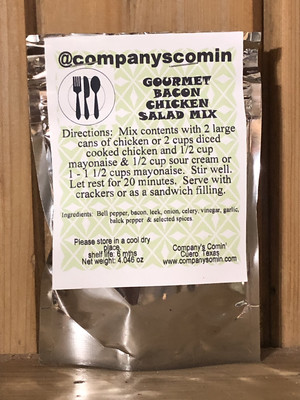 @companyscomin
GOURMET
BACON
CHICKEN
SALAD MIX
Directions: Mix contents with 2 large
cans of chicken or 2 cups diced
cooked chicken and 1/2 cup
mayonaise & 1/2 cup sour cream or
1 - 1 1/2 cups mayonaise. Stir well.
Let rest for 20 minutes. Serve with
crackers or as a sandwich filling.
Ingredients: Bell pepper, bacon, leek, onion, celery, vinegar, garlic,
balck pepper & selected spices
Please store in a cool dry
place.
shelf life: 6 mths
Net weight: 4.046 oz
Company's Comin'
Cuero, Texas
www.companyscomin.com